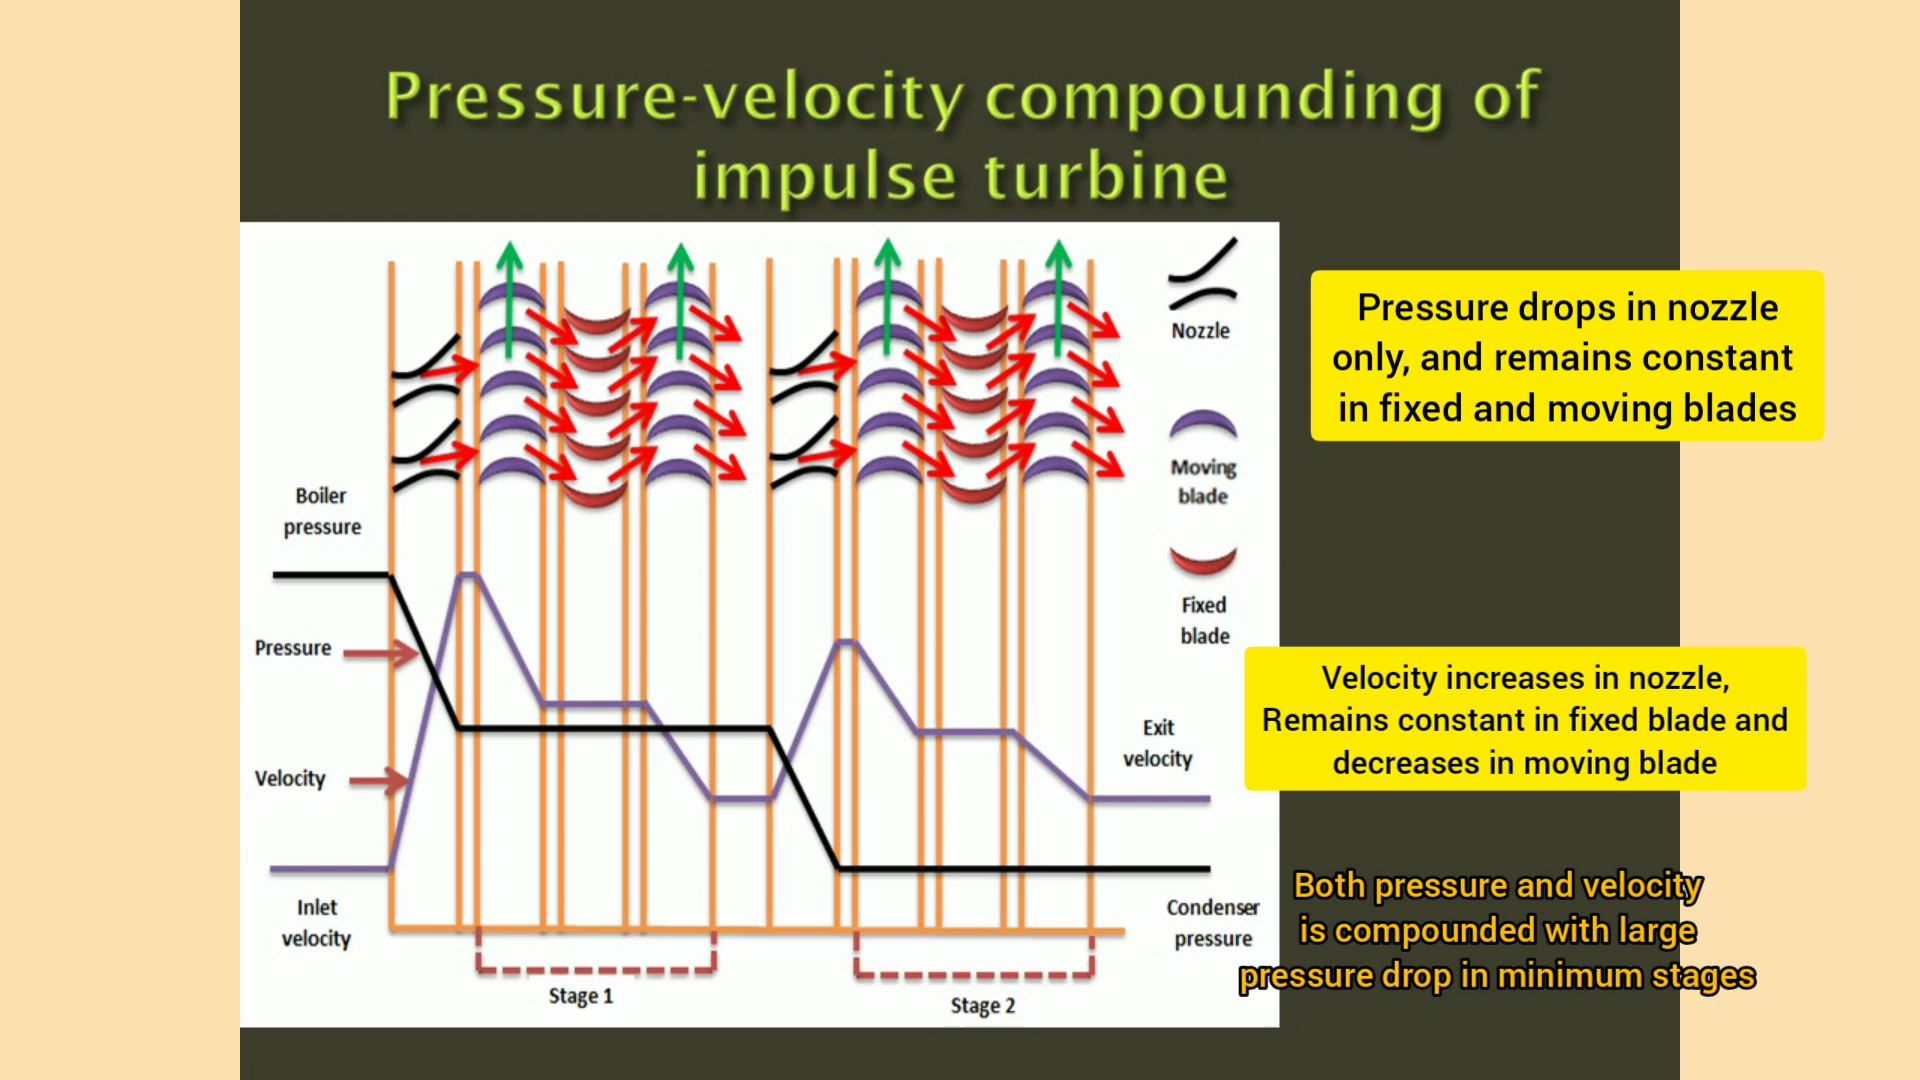 Pressure-velocity compounding of
impulse turbine
Nozzle
Moving
blade
Fixed
blade
Boiler
pressure
Pressure
Velocity
Inlet
velocity
Exit
velocity
Condenser
pressure
Stage 1
Stage 2
Pressure drops in nozzle
only, and remains constant
in fixed and moving blades
Velocity increases in nozzle,
Remains constant in fixed blade and
decreases in moving blade
Both pressure and velocity
is compounded with large
pressure drop in minimum stages